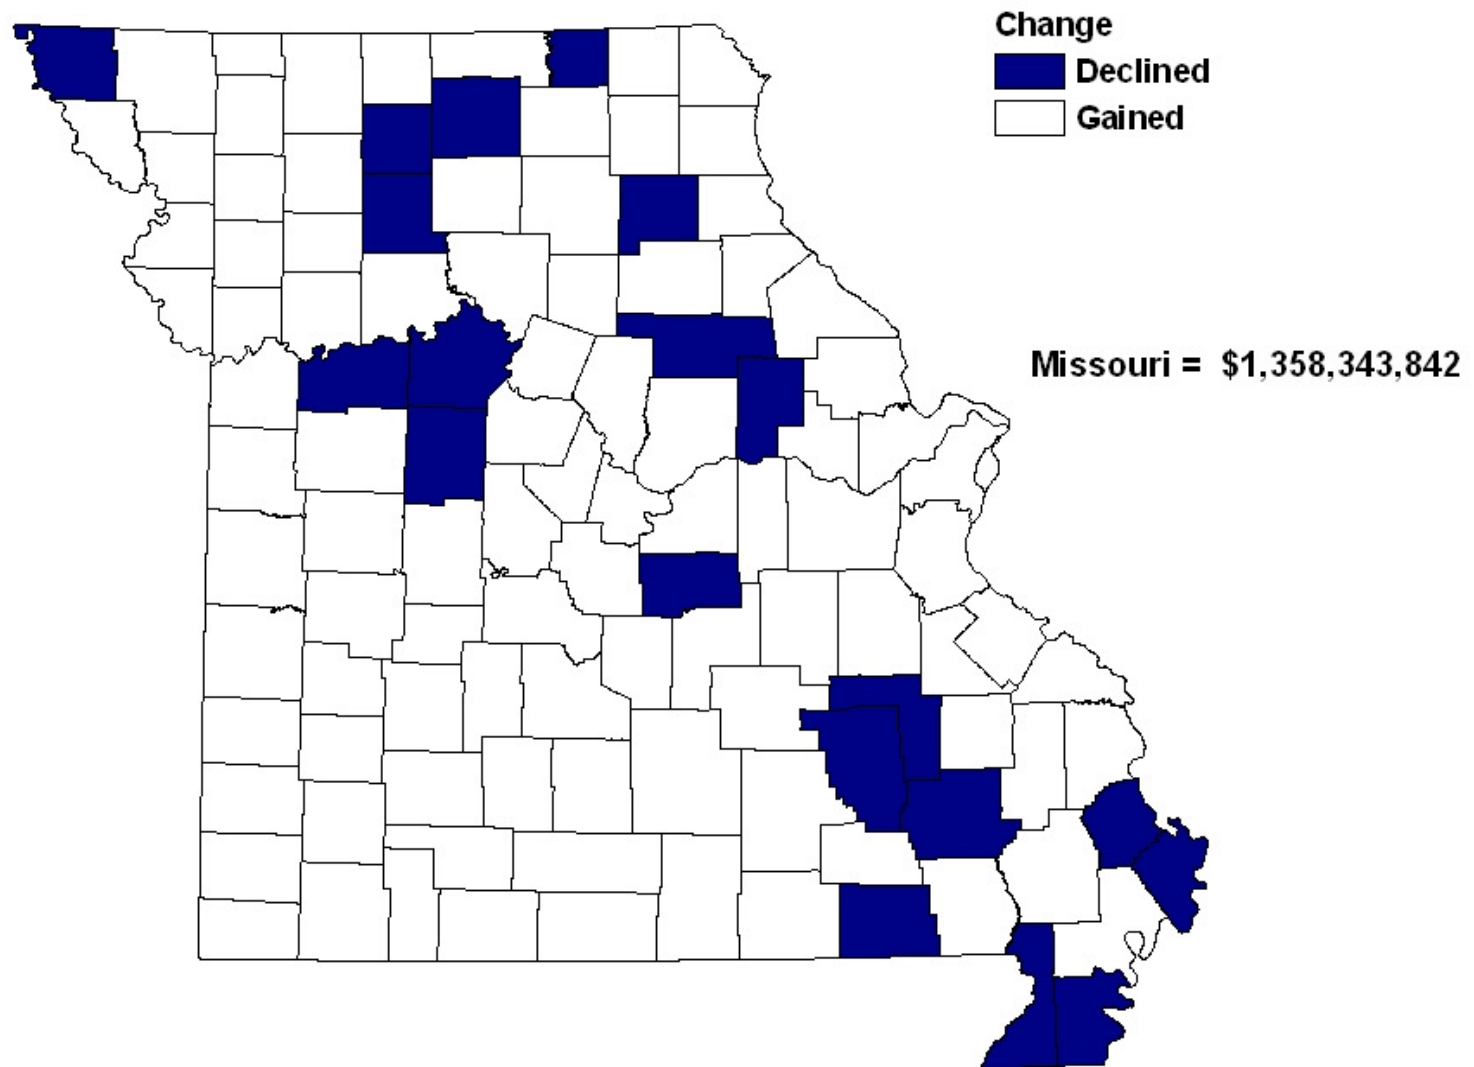 Change
Declined
Gained
Missouri = $1,358,343,842